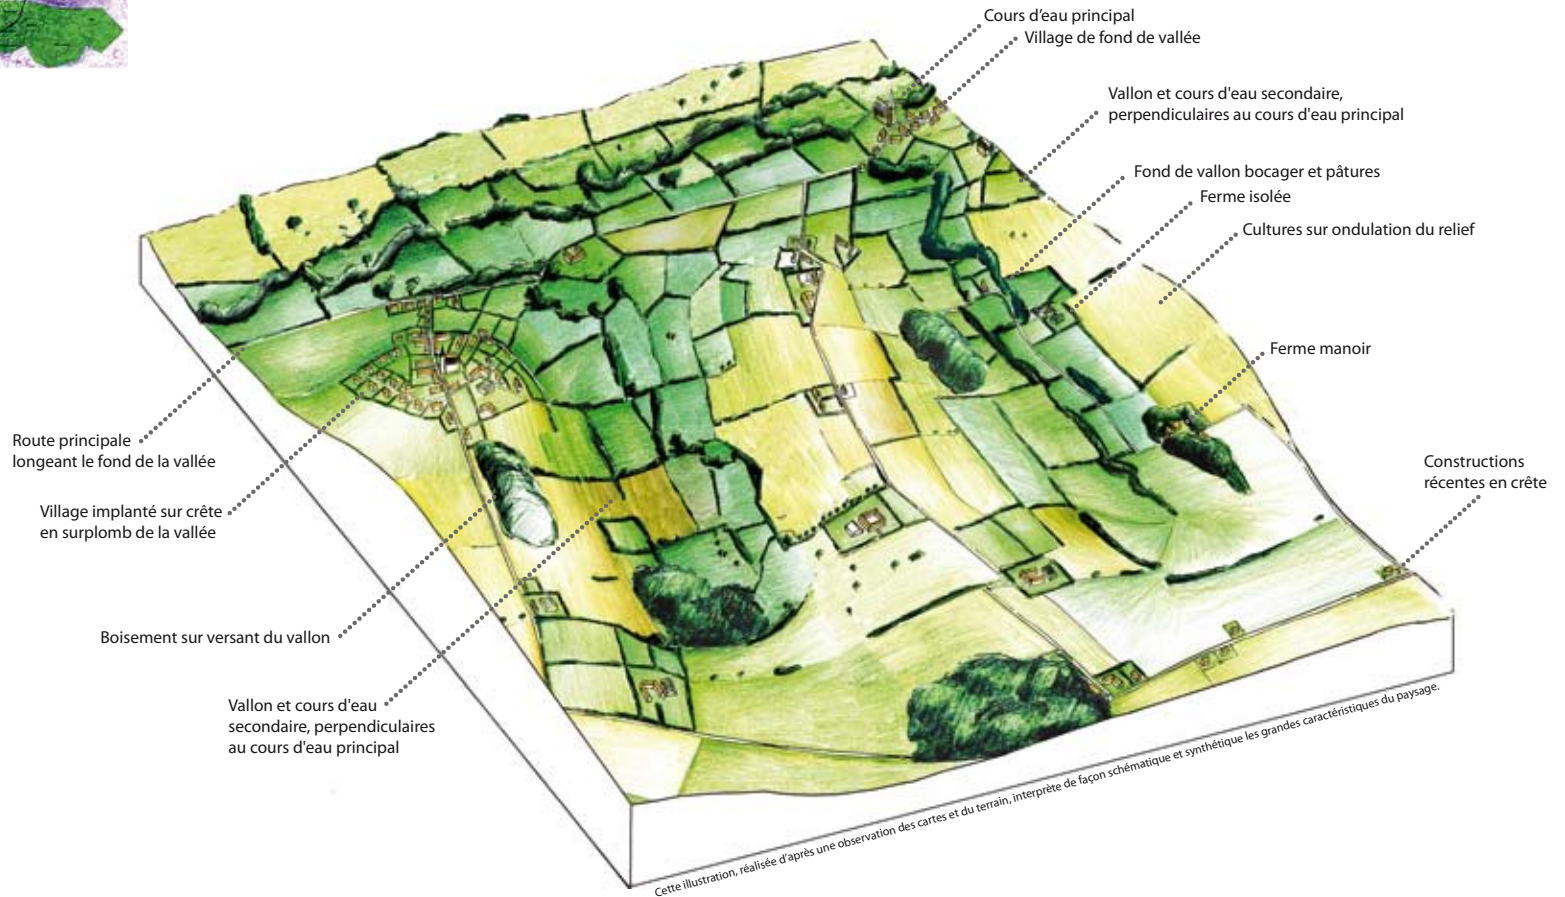 Cours d'eau principal
Village de fond de vallée
Vallon et cours d'eau secondaire,
perpendiculaires au cours d'eau principal
Fond de vallon bocager et pâtures
Ferme isolée
Cultures sur ondulation du relief
Ferme manoir
Constructions
récentes en crête
Route principale
longeant le fond de la vallée
Village implanté sur crête
en surplomb de la vallée
Boisement sur versant du vallon
Vallon et cours d'eau
secondaire, perpendiculaires
au cours d'eau principal
Cette illustration, réalisée d'après une observation des cartes et du terrain, interprète de façon schématique et synthétique les grandes caractéristiques du paysage.